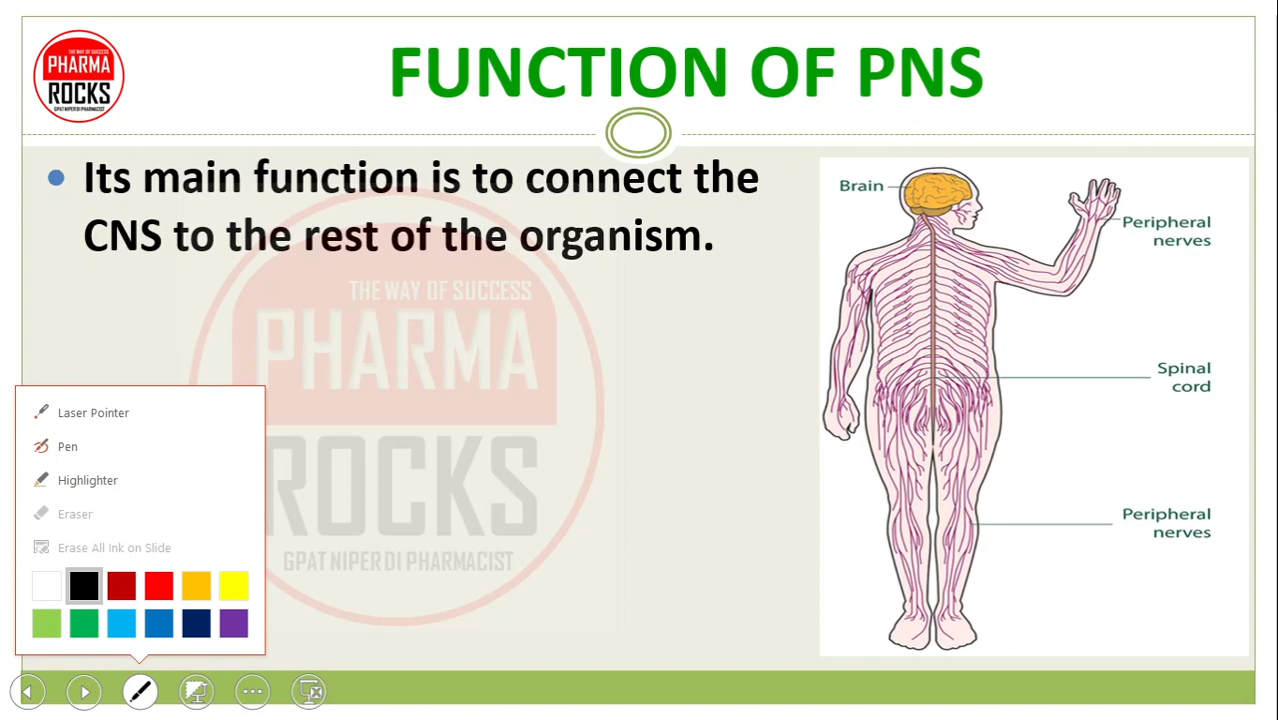 THE WAY OF SUCCESS
PHARMA
ROCKS
GPAT NIPER DI PHARMACIST
FUNCTION OF PNS
• Its main function is to connect the
CNS to the rest of the organism.
THE WAY OF SUCCESS
PHARMA
ROCKS
GPAT NIPER DI PHARMACIST
Brain
Peripheral
nerves
Spinal
cord
Peripheral
nerves
Laser Pointer
Pen
Highlighter
Eraser
Erase All Ink on Slide